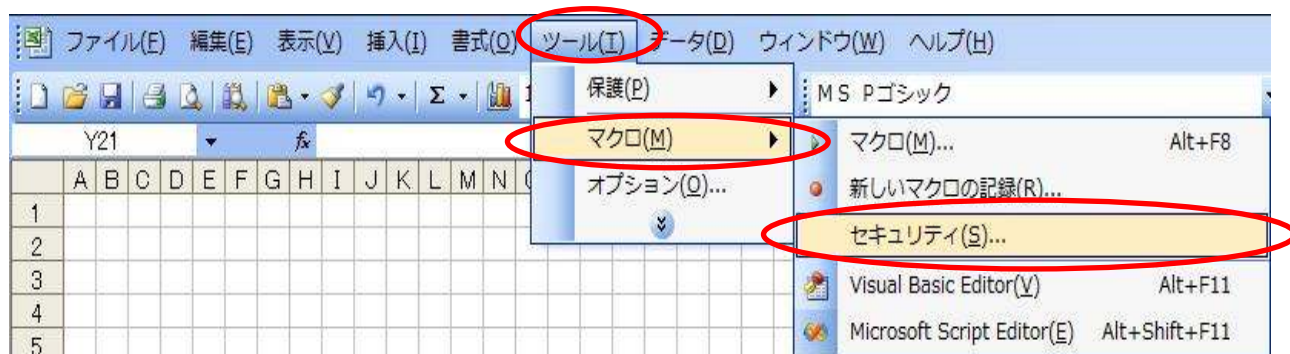 ファイル(F) 編集(E) 表示(V) 挿入(I) 書式(O) ツール(T) データ(D) ウィンドウ(W) ヘルプ(H)
保護(P)
MS Pゴシック
Y21 fx
マクロ(M)
マクロ(M)... Alt+F8
A B C D E F G H I J K L M N
オプション(O)...
新しいマクロの記録(R)...
1
セキュリティ(S)...
2
3
Visual Basic Editor(V) Alt+F11
4
Microsoft Script Editor(E) Alt+Shift+F11
5